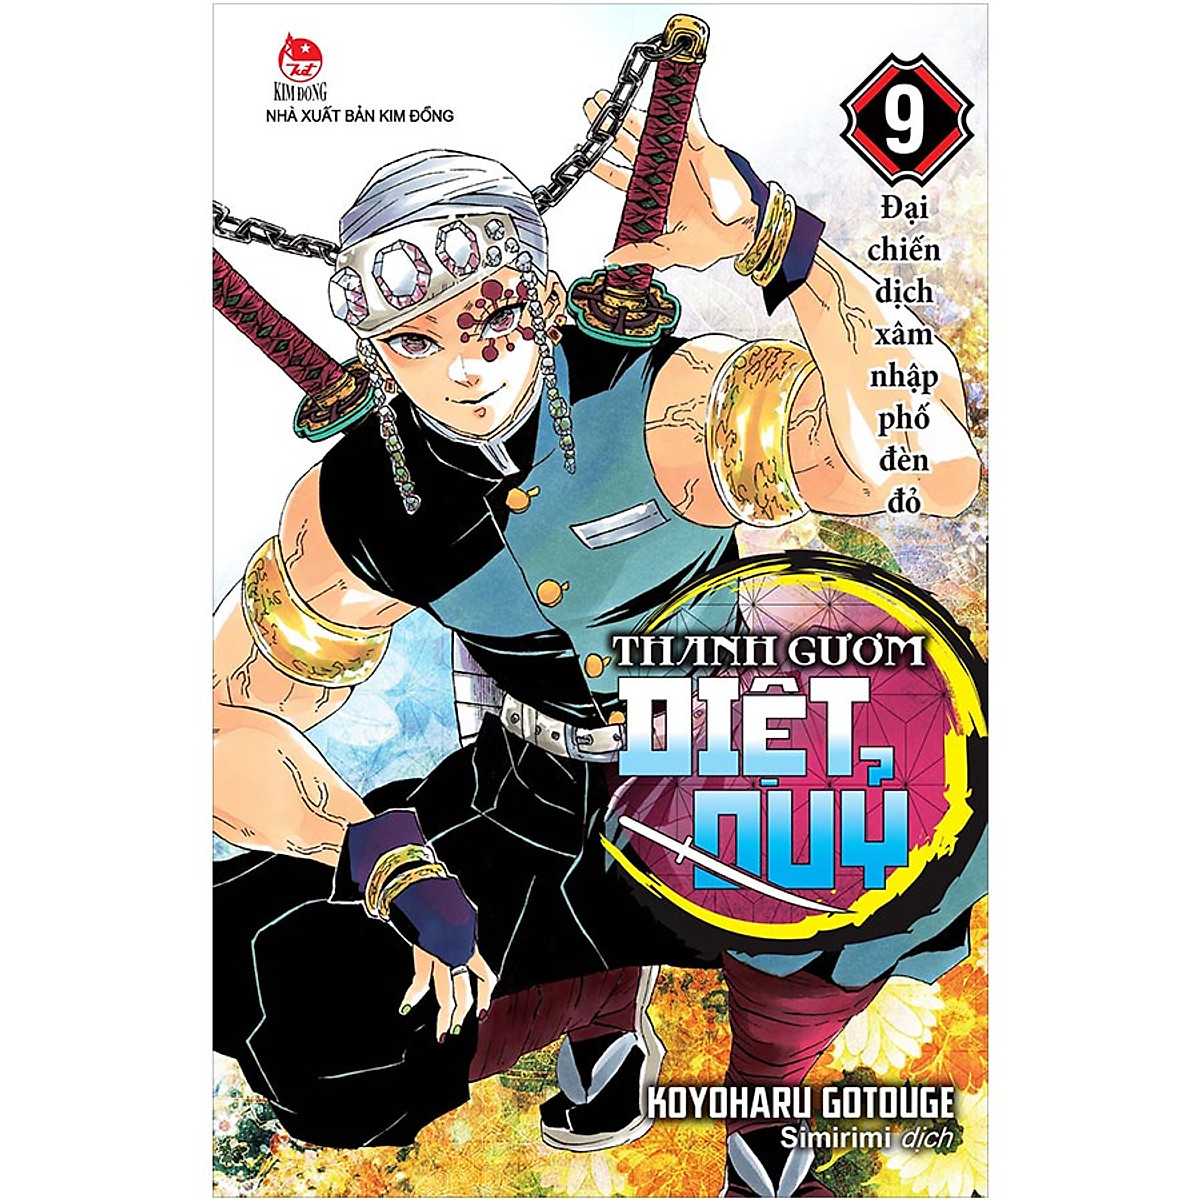 KIM ĐỒNG
NHÀ XUẤT BẢN KIM ĐỒNG
9
Đại
chiến
dịch
xâm
nhập
phố
đèn
đỏ
THANH GƯƠM
DIỆT
QUỶ
KOYOHARU GOTOUGE
Simirimi dịch